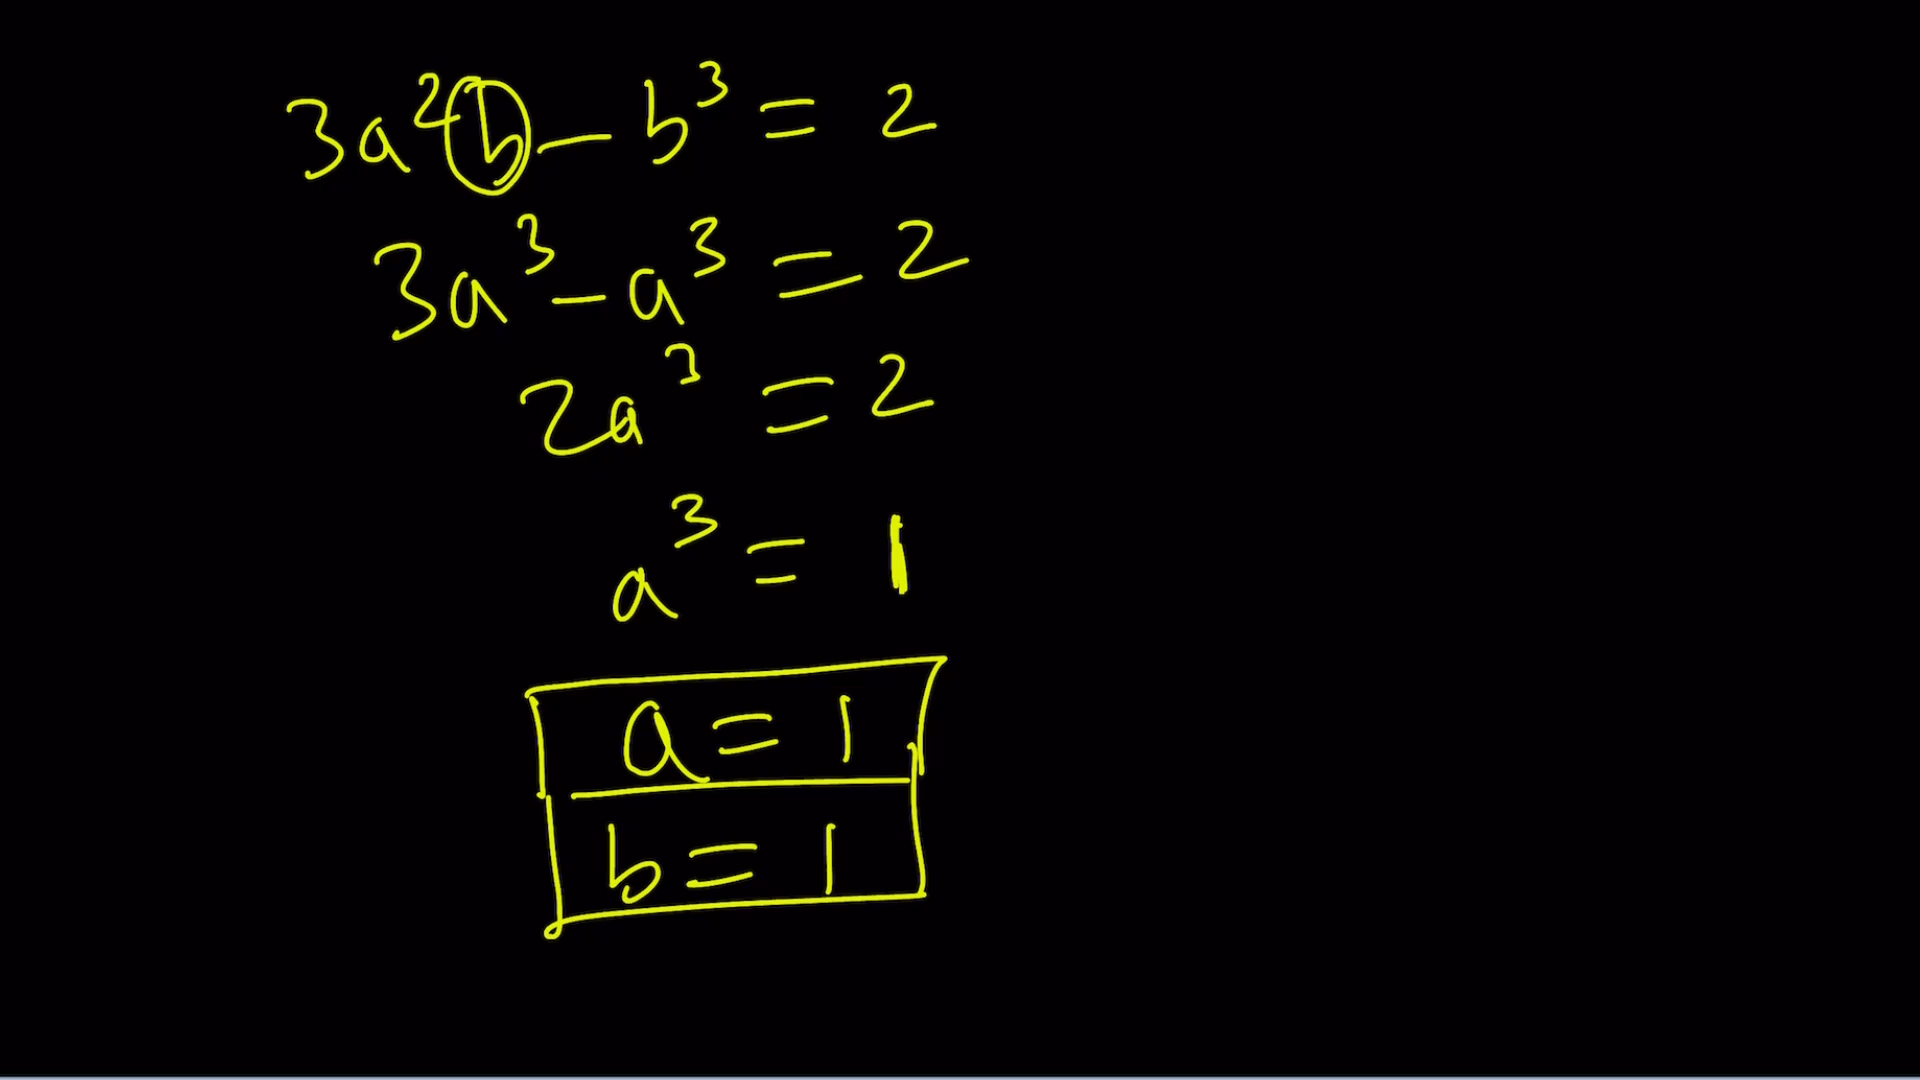 3a²b - b³ = 2
3a³ - a³ = 2
2a³ = 2
a³ = 1
a = 1
b = 1